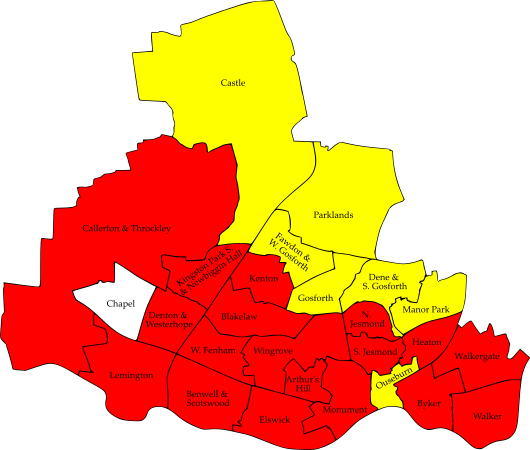 Castle
Parklands
Callerton & Throckley
Fawdon &
W. Gosforth
Kingston Park S.
& Newbiggin Hall
Kenton
Dene &
S. Gosforth
Gosforth
Manor Park
Chapel
Denton &
Westerhope
Blakelaw
N.
Jesmond
Heaton
W. Fenham
Wingrove
S. Jesmond
Walkergate
Lemington
Arthur's
Hill
Ouseburn
Benwell &
Scotswood
Elswick
Monument
Byker
Walker